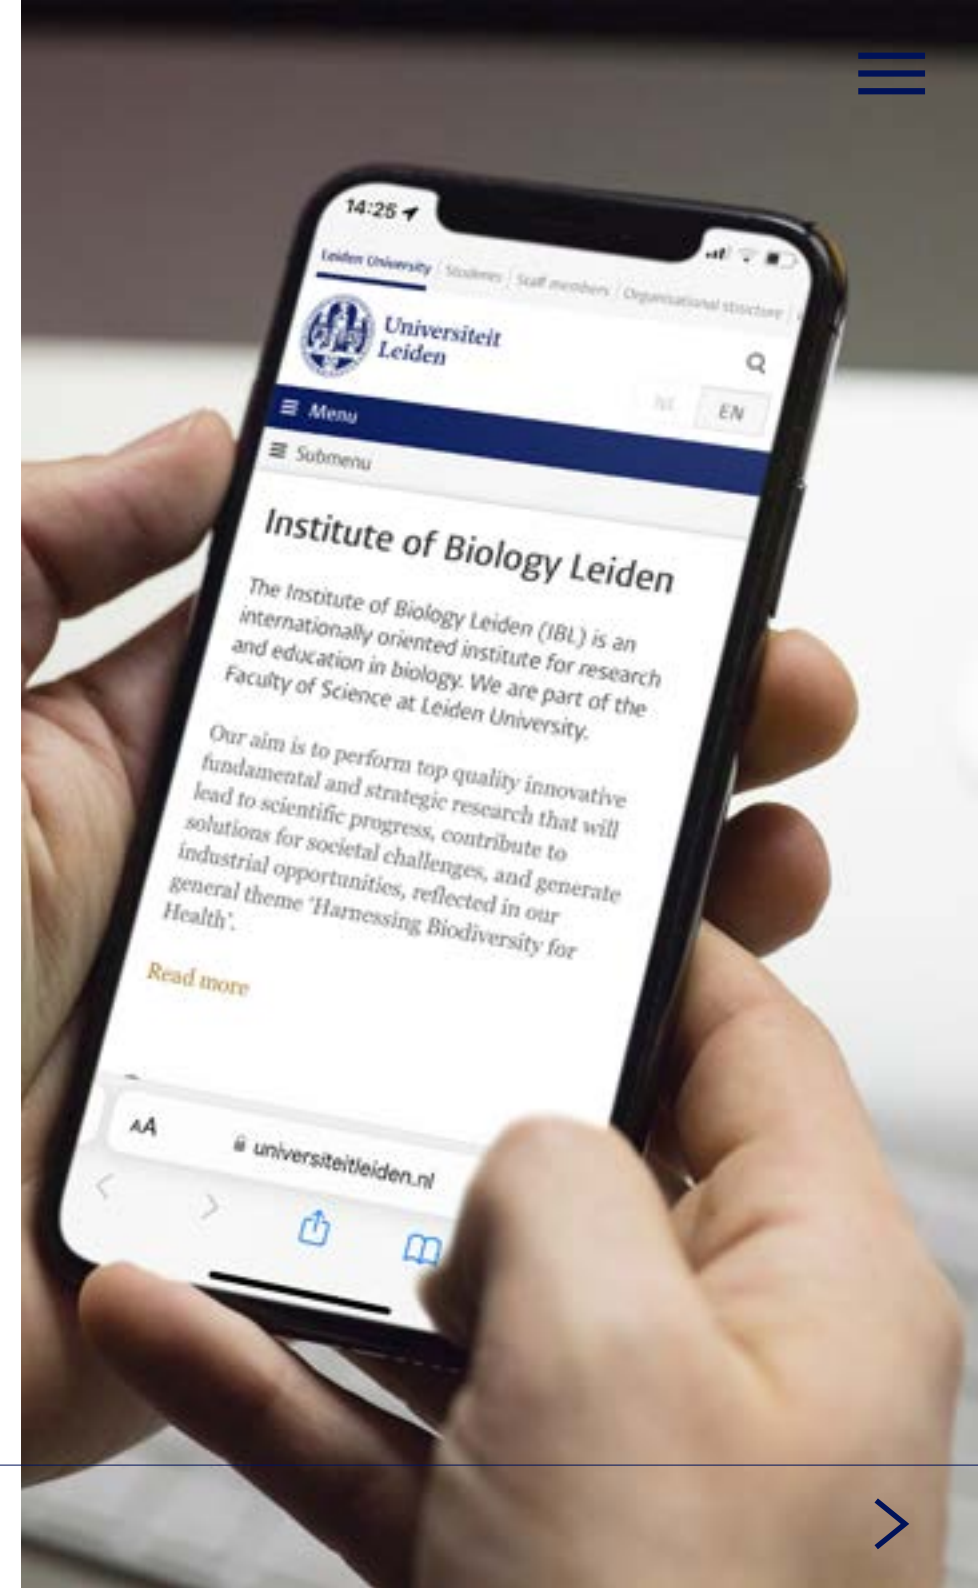 14:25
Leiden University | Students | Staff members | Organisational structure
Universiteit
Leiden
NL EN
Menu
Submenu
Institute of Biology Leiden
The Institute of Biology Leiden (IBL) is an
internationally oriented institute for research
and education in biology. We are part of the
Faculty of Science at Leiden University.
Our aim is to perform top quality innovative
fundamental and strategic research that will
lead to scientific progress, contribute to
solutions for societal challenges, and generate
industrial opportunities, reflected in our
general theme 'Harnessing Biodiversity for
Health'.
Read more
AA universiteitleiden.nl